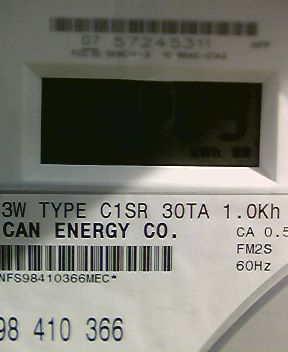 07 57245311
kWh
3W TYPE C1SR 30TA 1.0Kh
CAN ENERGY CO. CA 0.5
FM2S
60Hz
NFS98410366MEC*
98 410 366